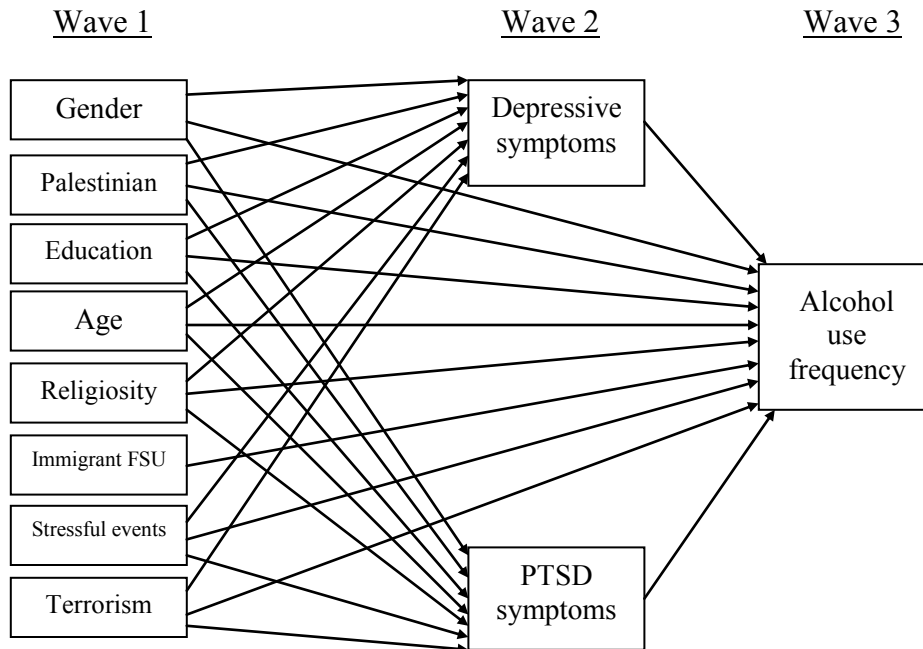 Wave 1
Wave 2
Wave 3
Gender
Palestinian
Education
Age
Religiosity
Immigrant FSU
Stressful events
Terrorism
Depressive
symptoms
PTSD
symptoms
Alcohol
use
frequency